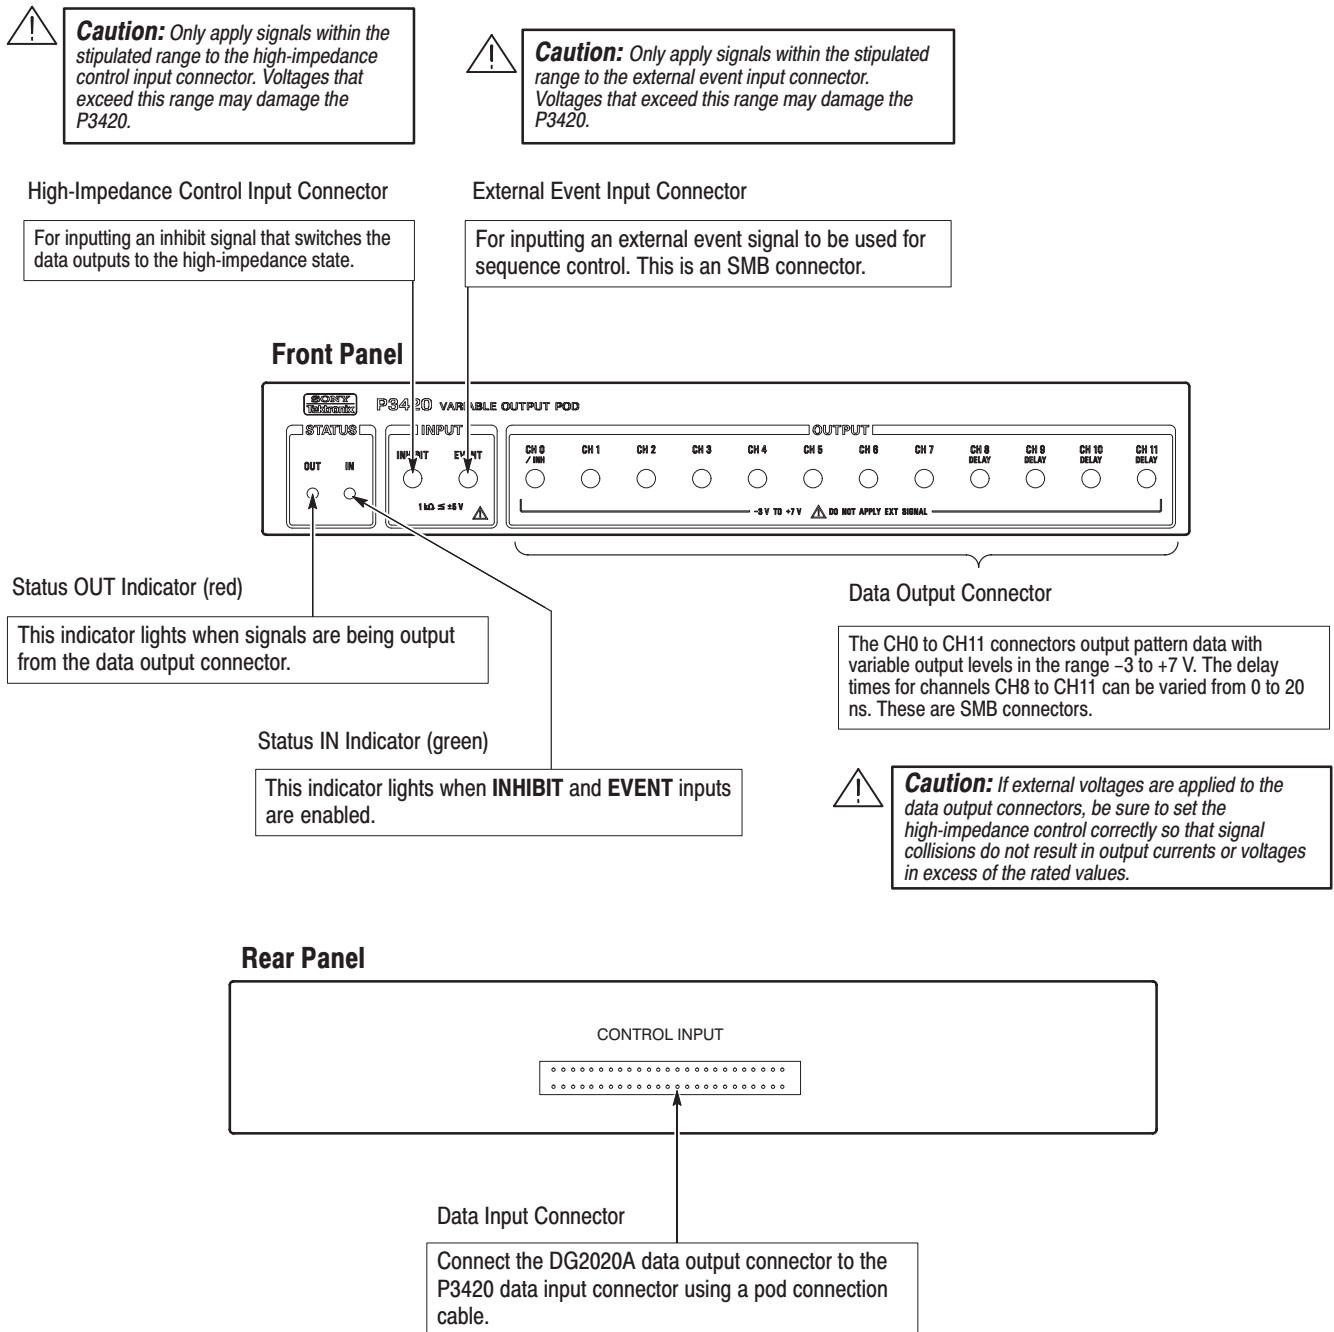 Caution: Only apply signals within the
stipulated range to the high-impedance
control input connector. Voltages that
exceed this range may damage the
P3420.
Caution: Only apply signals within the stipulated
range to the external event input connector.
Voltages that exceed this range may damage the
P3420.
High-Impedance Control Input Connector
For inputting an inhibit signal that switches the
data outputs to the high-impedance state.
External Event Input Connector
For inputting an external event signal to be used for
sequence control. This is an SMB connector.
Front Panel
SONY
Tektronix
P3420 VARIABLE OUTPUT POD
STATUS
INPUT
OUTPUT
OUT IN
INHIBIT EVENT
1 kΩ ≤ ±5 V
CH 0 / INH
CH 1
CH 2
CH 3
CH 4
CH 5
CH 6
CH 7
CH 8 DELAY
CH 9 DELAY
CH 10 DELAY
CH 11 DELAY
–3 V TO +7 V DO NOT APPLY EXT SIGNAL
Status OUT Indicator (red)
This indicator lights when signals are being output
from the data output connector.
Status IN Indicator (green)
This indicator lights when INHIBIT and EVENT inputs
are enabled.
Data Output Connector
The CH0 to CH11 connectors output pattern data with
variable output levels in the range –3 to +7 V. The delay
times for channels CH8 to CH11 can be varied from 0 to 20
ns. These are SMB connectors.
Caution: If external voltages are applied to the
data output connectors, be sure to set the
high-impedance control correctly so that signal
collisions do not result in output currents or voltages
in excess of the rated values.
Rear Panel
CONTROL INPUT
Data Input Connector
Connect the DG2020A data output connector to the
P3420 data input connector using a pod connection
cable.